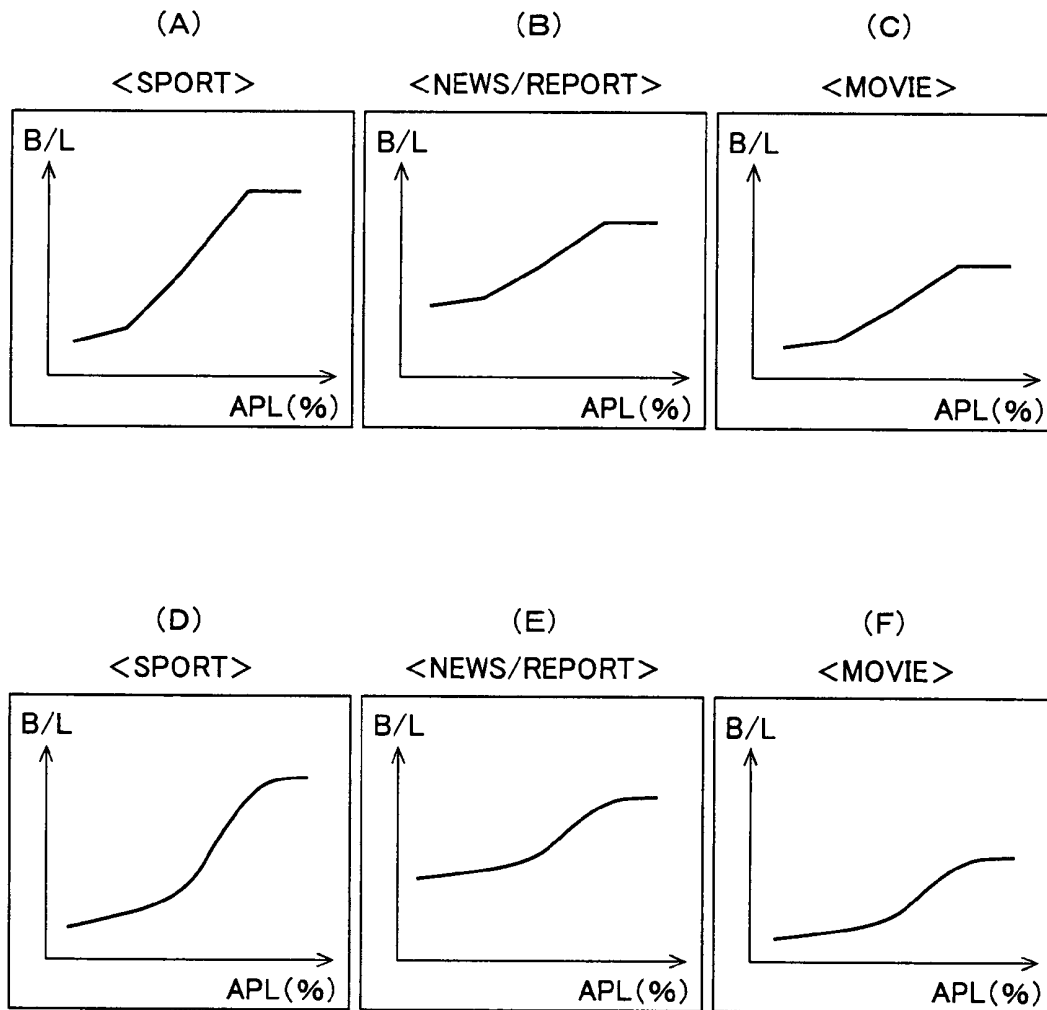 (A)
<SPORT>
B/L
APL(%)
(B)
<NEWS/REPORT>
B/L
APL(%)
(C)
<MOVIE>
B/L
APL(%)
(D)
<SPORT>
B/L
APL(%)
(E)
<NEWS/REPORT>
B/L
APL(%)
(F)
<MOVIE>
B/L
APL(%)